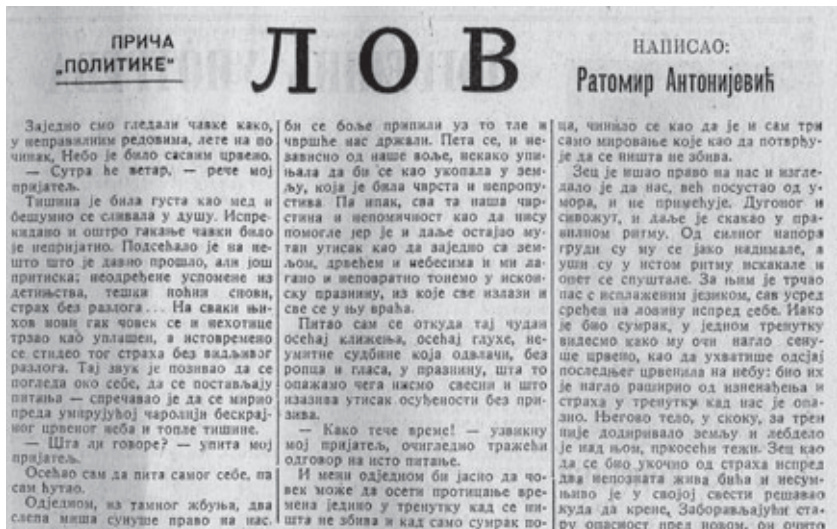 ПРИЧА
„ПОЛИТИКЕ“
ЛОВ
НАПИСАО:
Ратомир Антонијевић
Заједно смо гледали чавке како,
у неправилним редовима, лете на по
чинак, Небо је било сасвим црвено.
— Сутра ће ветар, — рече мој
пријатељ.
Тишина је била густа као мед и
бешумно се сливала у душу. Испре-
кидано и оштро гакање чавки било
је непријатно. Подсећало је на не-
што што је давно прошло, али још
притиска: неодређене успомене из
детињства, тешки ноћни снови,
страх без разлога... На сваки њи-
хов нови гак човек се и нехотице
трзао као уплашен, а истовремено
се стидео тог страха без видљивог
разлога. Тај звук је позивао да се
погледа око себе, да се постављају
питања — спречавао је да се мирно
преда умирујућој чаролији бескрај-
ног црвеног неба и топле тишине.
— Шта ли говоре? — упита мој
пријатељ.
Осећао сам да пита самог себе, па
сам ћутао.
Одједном, из тамног жбуња, два
слепа миша сунуше право на нас.
би се боље припили уз то тле и
чвршће нас држали. Пета се, и не-
зависно од наше воље, некако упи-
њала да би се као укопала у зем-
љу, која је била чврста и непропу-
стива. Па ипак, сва та наша чвр-
стина и непомичност као да нису
помогле јер је и даље остајао му-
тан утисак као да заједно са зем-
љом, дрвећем и небесима и ми ла-
гано и неповратно тонемо у искон-
ску празнину, из које све излази и
све се у њу враћа.
Питао сам се откуда тај чудан
осећај клижења, осећај глухе, не-
умитне судбине која одвлачи, без
ропца и гласа, у празнину, шта то
опажамо чега нисмо свесни и што
изазива утисак осуђености без при-
зива.
— Како тече време! — узвикну
мој пријатељ, очигледно тражећи
одговор на исто питање.
И мени одједном би јасно да чо-
век може да осети протицање вре-
мена једино у тренутку кад се ни-
шта не збива и кад само сумрак по-
ца, чинило се као да је и сам три
само мировање које као да потврђу-
је да се ништа не збива.
Зец је ишао право на нас и изгле-
дало је да нас, већ посустао од у-
мора, и не примећује. Дугоног и
сивожут, и даље је скакао у пра-
вилном ритму. Од силног напора
груди су му се јако надимале, а
уши су у истом ритму искакале и
опет се спуштале. За њим је трчао
пас с исплаженим језиком, сав усред
сређен на ловину испред себе. Иако
је био сумрак, у једном тренутку
видесмо како му очи нагло сену-
ше црвено, као да ухватише одсјај
последњег црвенила на небу: био их
је нагло раширио од изненађења и
страха у тренутку кад нас је опа-
зио. Његово тело, у скоку, за трен
није додиривало земљу и лебдело
је над њом, пркосећи тежи. Зец као
да се био укочио од страха испред
два непозната жива бића и несум-
њиво је у својој свести решавао
куда да крене, Заборављајући ста-
ру опасност пред новом, он